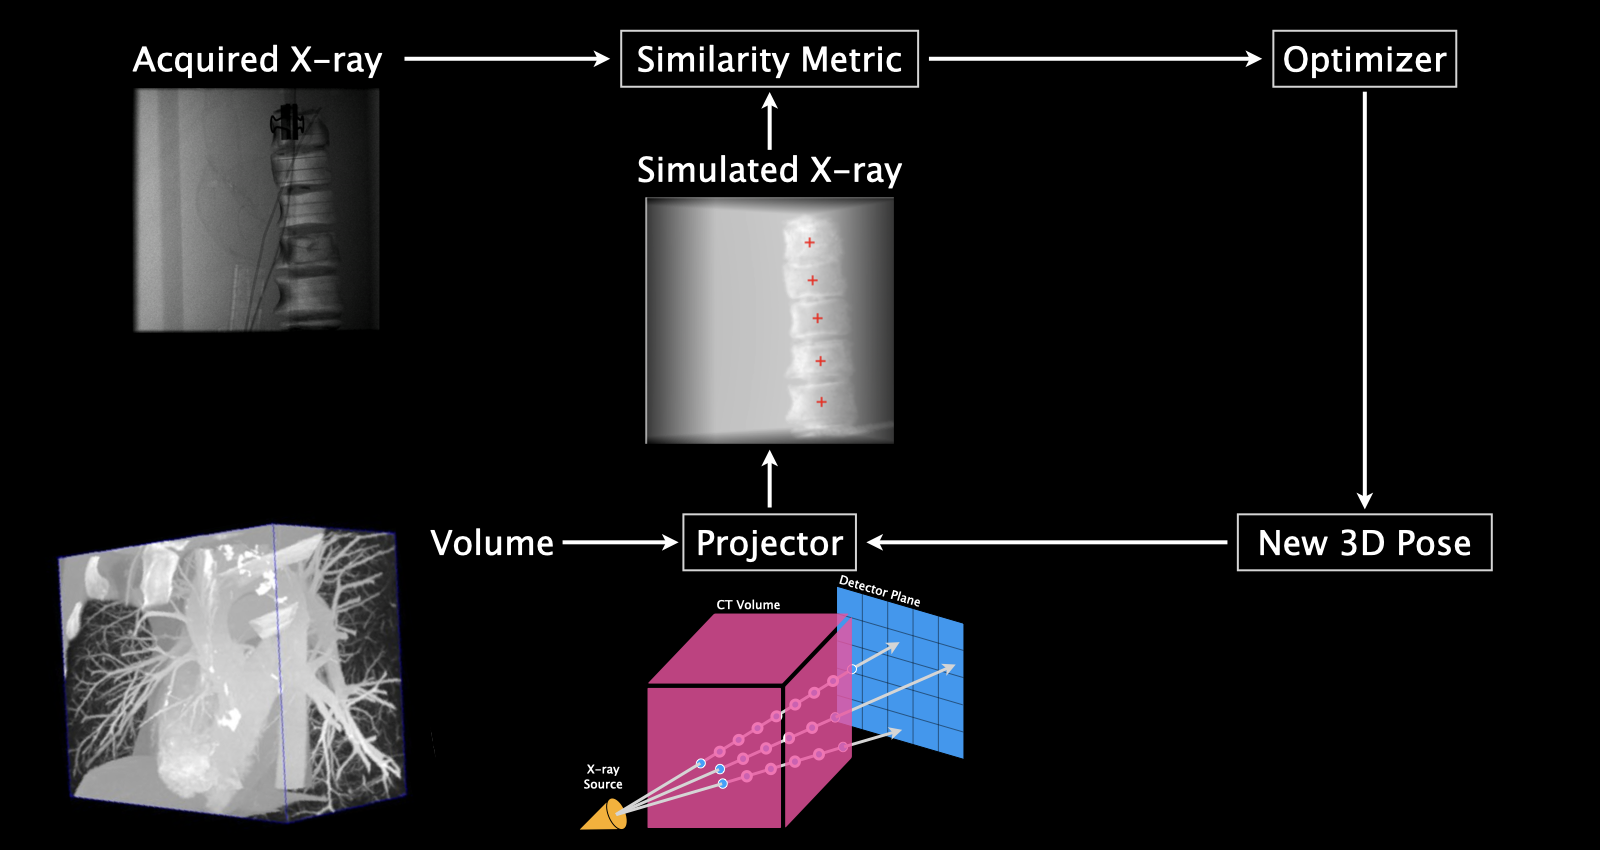 Acquired X-ray
Similarity Metric
Optimizer
Simulated X-ray
Volume
Projector
New 3D Pose
Detector Plane
CT Volume
X-ray
Source